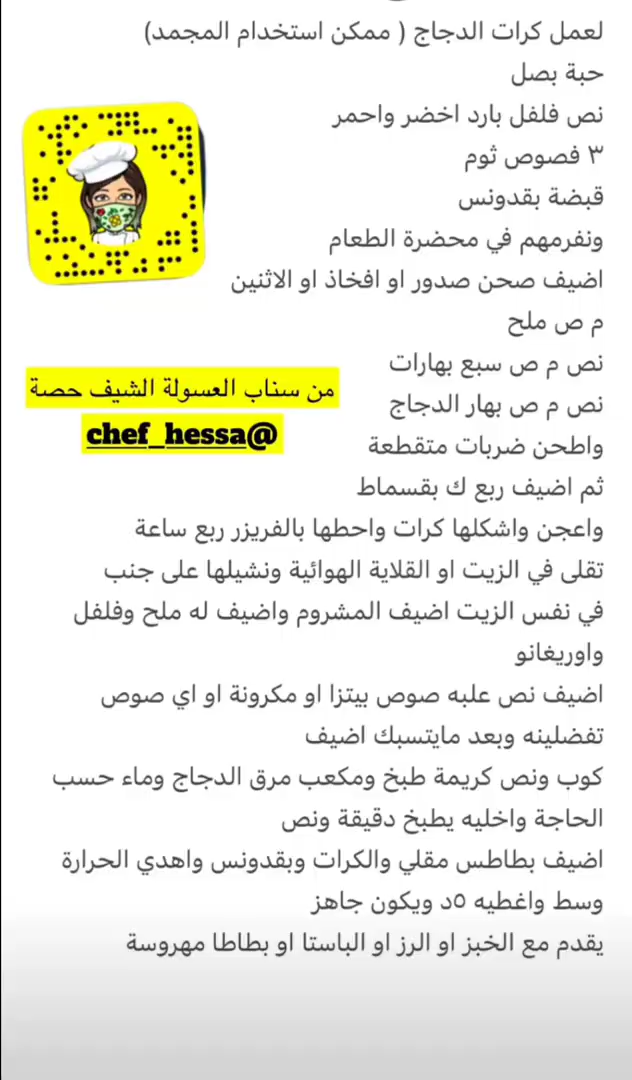 لعمل كرات الدجاج ( ممكن استخدام المجمد)
حبة بصل
نص فلفل بارد اخضر واحمر
٣ فصوص ثوم
قبضة بقدونس
ونفرمهم في محضرة الطعام
اضيف صحن صدور او افخاذ او الاثنين
م ص ملح
نص م ص سبع بهارات
نص م ص بهار الدجاج
واطحن ضربات متقطعة
ثم اضيف ربع ك بقسماط
واعجن واشكلها كرات واحطها بالفريزر ربع ساعة
تقلى في الزيت او القلاية الهوائية ونشيلها على جنب
في نفس الزيت اضيف المشروم واضيف له ملح وفلفل
واوريغانو
اضيف نص علبه صوص بيتزا او مكرونة او اي صوص
تفضلينه وبعد مايتسبك اضيف
كوب ونص كريمة طبخ ومكعب مرق الدجاج وماء حسب
الحاجة واخليه يطبخ دقيقة ونص
اضيف بطاطس مقلي والكرات وبقدونس واهدي الحرارة
وسط واغطيه ٥د ويكون جاهز
يقدم مع الخبز او الرز او الباستا او بطاطا مهروسة
من سناب العسولة الشيف حصة
@chef_hessa